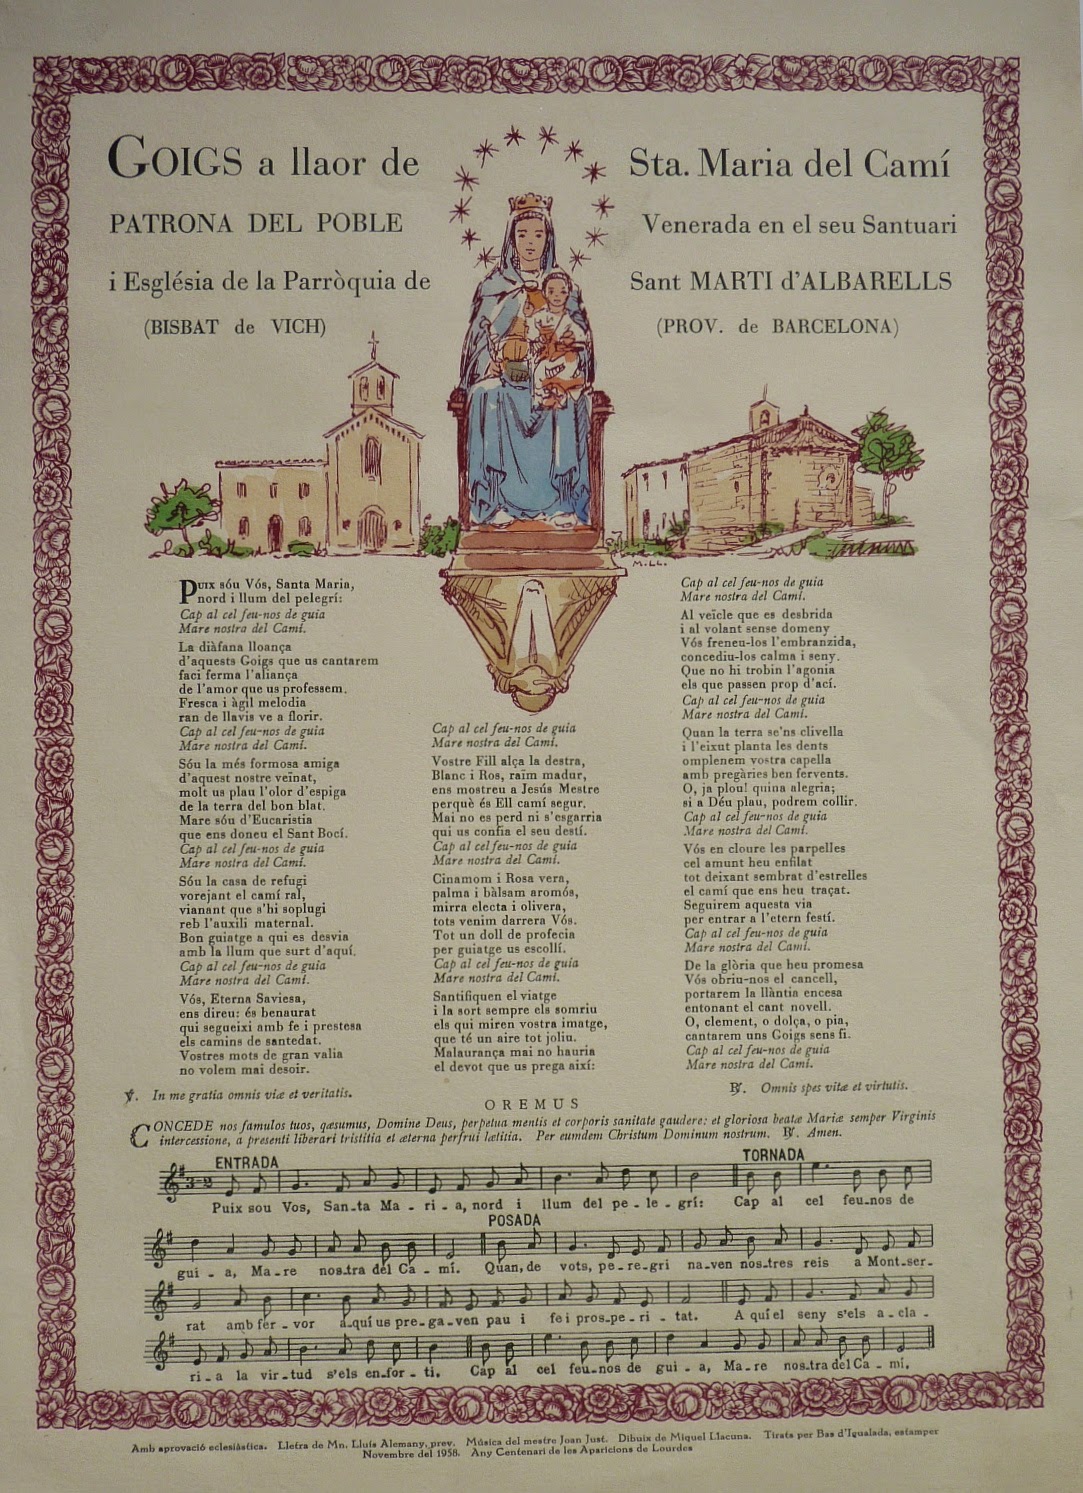 GOIGS a llaor de Sta. Maria del Camí
PATRONA DEL POBLE Venerada en el seu Santuari
i Església de la Parròquia de Sant MARTI d'ALBARELLS
(BISBAT de VICH) (PROV. de BARCELONA)
M.LL.
Puix sóu Vós, Santa Maria,
nord i llum del pelegrí:
Cap al cel feu-nos de guia
Mare nostra del Camí.
La diàfana lloança
d'aquests Goigs que us cantarem
faci ferma l'aliança
de l'amor que us professem.
Fresca i àgil melodia
ran de llavis ve a florir.
Cap al cel feu-nos de guia
Mare nostra del Camí.
Sóu la més formosa amiga
d'aquest nostre veïnat,
molt us plau l'olor d'espiga
de la terra del bon blat.
Mare sóu d'Eucaristia
que ens doneu el Sant Bocí.
Cap al cel feu-nos de guia
Mare nostra del Camí.
Sóu la casa de refugi
vorejant el camí ral,
vianant que s'hi soplugi
reb l'auxili maternal.
Bon guiatge a qui es desvia
amb la llum que surt d'aquí.
Cap al cel feu-nos de guia
Mare nostra del Camí.
Vós, Eterna Saviesa,
ens direu: és benaurat
qui segueixi amb fe i prestesa
els camins de santedat.
Vostres mots de gran valia
no volem mai desoir.
Cap al cel feu-nos de guia
Mare nostra del Camí.
Vostre Fill alça la destra,
Blanc i Ros, raïm madur,
ens mostreu a Jesús Mestre
perquè és Ell camí segur.
Mai no es perd ni s'esgarria
qui us confia el seu destí.
Cap al cel feu-nos de guia
Mare nostra del Camí.
Cinamom i Rosa vera,
palma i bàlsam aromós,
mirra electa i olivera,
tots venim darrera Vós.
Tot un doll de profecia
per guiatge us escollí.
Cap al cel feu-nos de guia
Mare nostra del Camí.
Santifiquen el viatge
i la sort sempre els somriu
els qui miren vostra imatge,
que té un aire tot joliu.
Malaurança mai no hauria
el devot que us prega així:
Cap al cel feu-nos de guia
Mare nostra del Camí.
Al veïcle que es desbrida
i al volant sense domeny
Vós freneu-los l'embranzida,
concediu-los calma i seny.
Que no hi trobin l'agonia
els que passen prop d'ací.
Cap al cel feu-nos de guia
Mare nostra del Camí.
Quan la terra se'ns clivella
i l'eixut planta les dents
omplenem vostra capella
amb pregàries ben fervents.
O, ja plou! quina alegria;
si a Déu plau, podrem collir.
Cap al cel feu-nos de guia
Mare nostra del Camí.
Vós en cloure les parpelles
cel amunt heu enfilat
tot deixant sembrat d'estrelles
el camí que ens heu traçat.
Seguirem aquesta via
per entrar a l'etern festí.
Cap al cel feu-nos de guia
Mare nostra del Camí.
De la glòria que heu promesa
Vós obriu-nos el cancell,
portarem la llàntia encesa
entonant el cant novell.
O, clement, o dolça, o pia,
cantarem uns Goigs sens fi.
Cap al cel feu-nos de guia
Mare nostra del Camí.
℣. In me gratia omnis viæ et veritatis. ℟. Omnis spes vitæ et virtutis.
OREMUS
CONCEDE nos famulos tuos, qæsumus, Domine Deus, perpetua mentis et corporis sanitate gaudere: et gloriosa beatæ Mariæ semper Virginis
intercessione, a presenti liberari tristitia et æterna perfrui lætitia. Per eumdem Christum Dominum nostrum. ℟. Amen.
ENTRADA TORNADA
3-2
Puix sou Vos, San-ta Ma - ri - a, nord i llum del pe - le - grí: Cap al cel feu-nos de
POSADA
gui - a, Ma - re nos-tra del Ca - mí. Quan, de vots, pe - re - gri na - ven nos-tres reis a Mont-ser-
rat amb fer - vor a-quí us pre - ga - ven pau i fe i pros-pe - ri - tat. A quí el seny s'els a - cla -
ri - a la vir - tud s'els en-for - ti. Cap al cel feu-nos de gui - a, Ma - re nos-tra del Ca - mí.
Amb aprovació eclesiàstica. Lletra de Mn. Lluís Alemany, prev. Música del mestre Joan Just. Dibuix de Miquel Llacuna. Tirats per Bas d'Igualada, estamper
Novembre del 1958. Any Centenari de les Aparicions de Lourdes